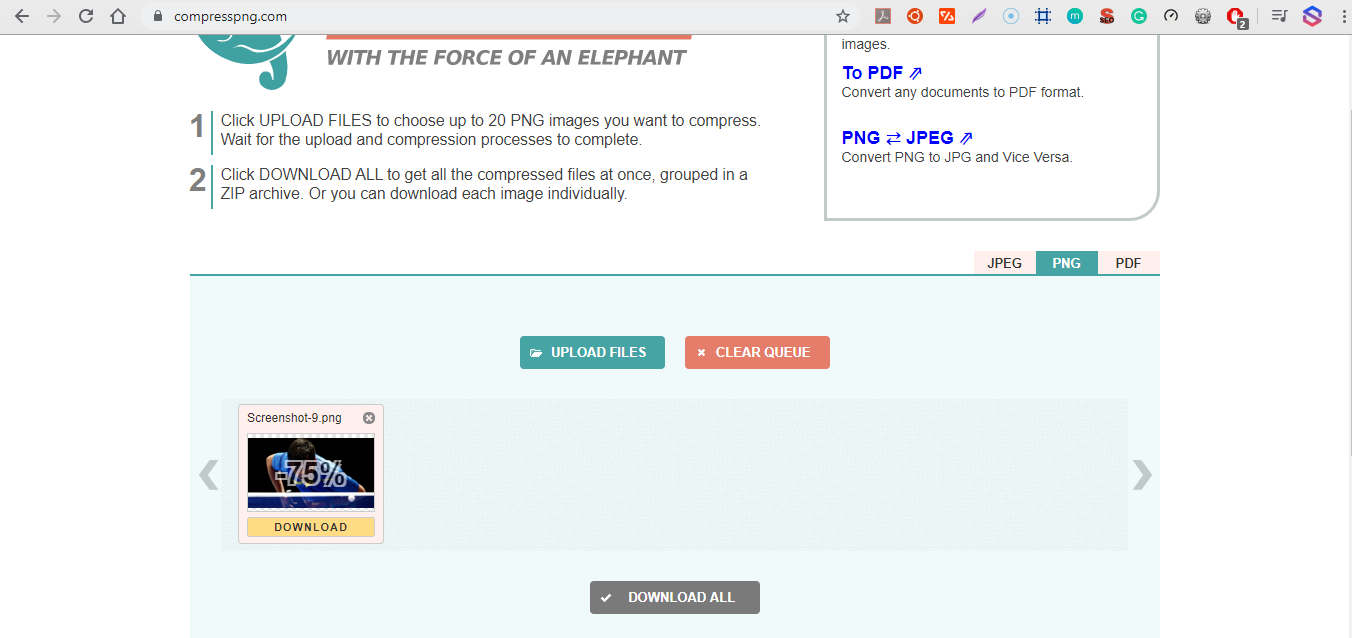 compresspng.com
2
WITH THE FORCE OF AN ELEPHANT
1 Click UPLOAD FILES to choose up to 20 PNG images you want to compress.
Wait for the upload and compression processes to complete.
2 Click DOWNLOAD ALL to get all the compressed files at once, grouped in a
ZIP archive. Or you can download each image individually.
images.
To PDF
Convert any documents to PDF format.
PNG ⇄ JPEG
Convert PNG to JPG and Vice Versa.
JPEG PNG PDF
UPLOAD FILES CLEAR QUEUE
Screenshot-9.png
-75%
DOWNLOAD
DOWNLOAD ALL